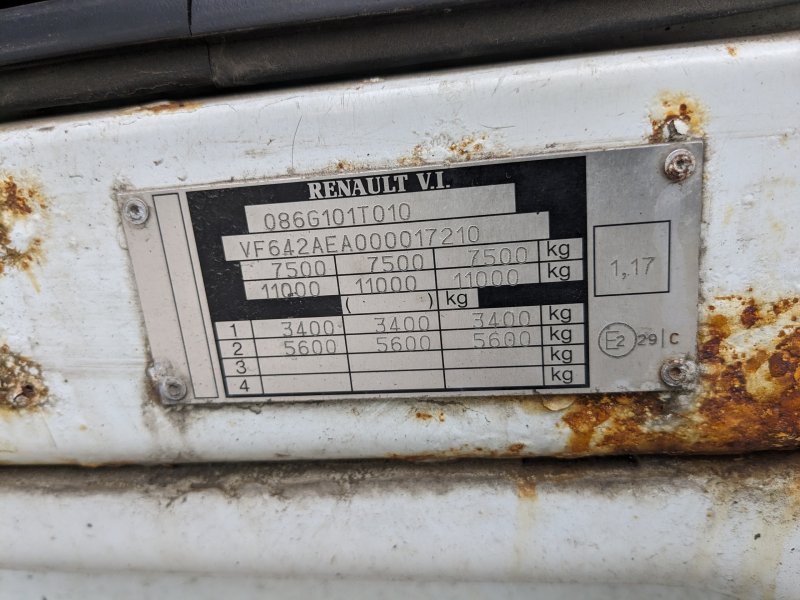 RENAULT V.I.
086G101T010
VF642AEA000017210
7500 7500 7500 kg
11000 11000 11000 kg
( ) kg
1 3400 3400 3400 kg
2 5600 5600 5600 kg
3 kg
4 kg
1,17
E2 29 | C